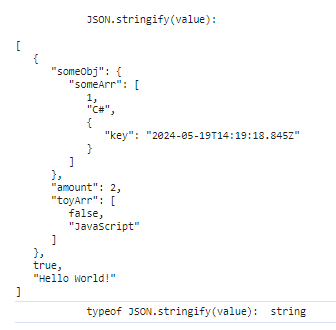 JSON.stringify(value):
[
   {
      "someObj": {
         "someArr": [
            1,
            "C#",
            {
               "key": "2024-05-19T14:19:18.845Z"
            }
         ]
      },
      "amount": 2,
      "toyArr": [
         false,
         "JavaScript"
      ]
   },
   true,
   "Hello World!"
]
typeof JSON.stringify(value):  string